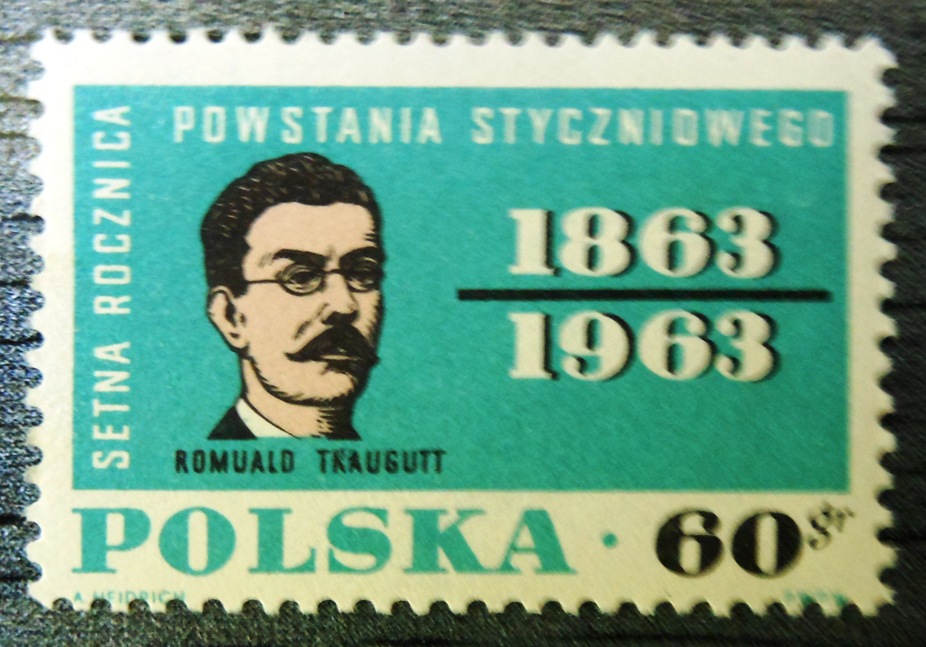 SETNA ROCZNICA
POWSTANIA STYCZNIOWEGO
1863
1963
ROMUALD TRAUGUTT
POLSKA · 60 gr
A. HEIDRICH